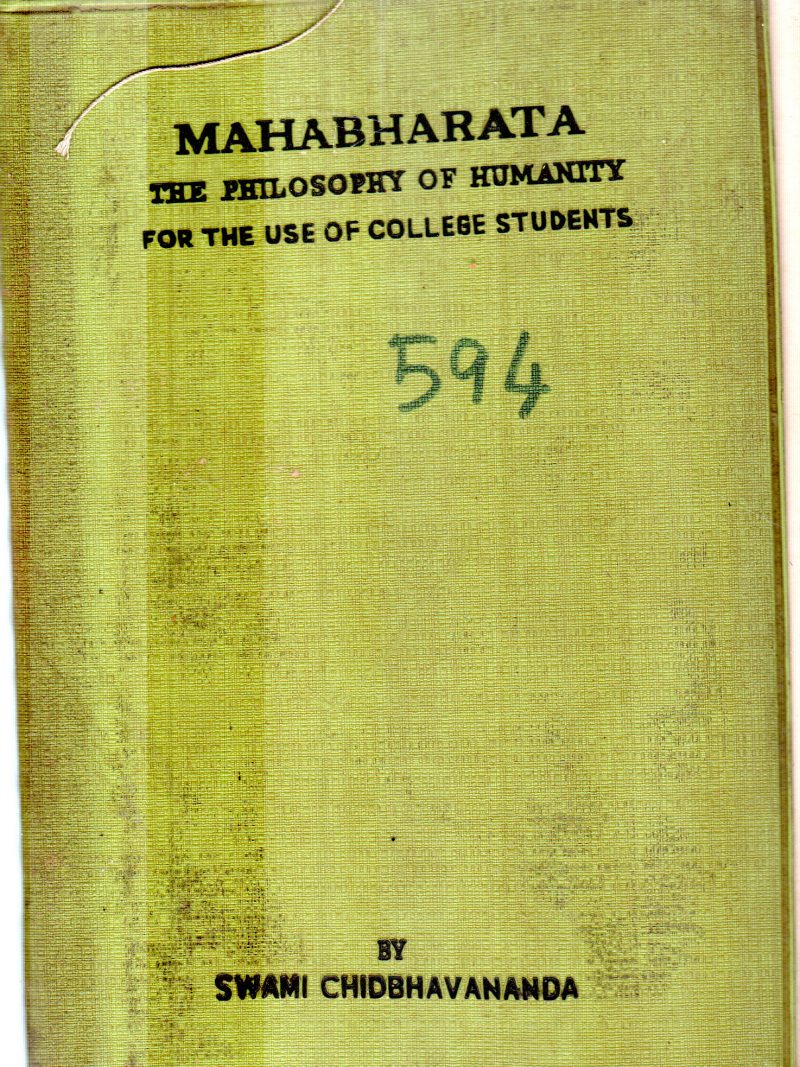 MAHABHARATA
THE PHILOSOPHY OF HUMANITY
FOR THE USE OF COLLEGE STUDENTS
594
BY
SWAMI CHIDBHAVANANDA